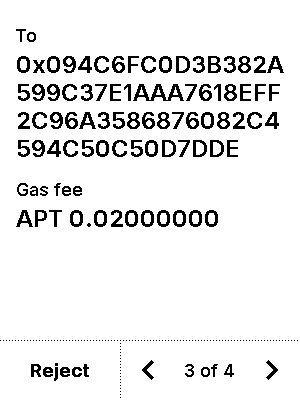 To
0x094C6FC0D3B382A
599C37E1AAA7618EFF
2C96A3586876082C4
594C50C50D7DDE
Gas fee
APT 0.02000000
Reject
3 of 4